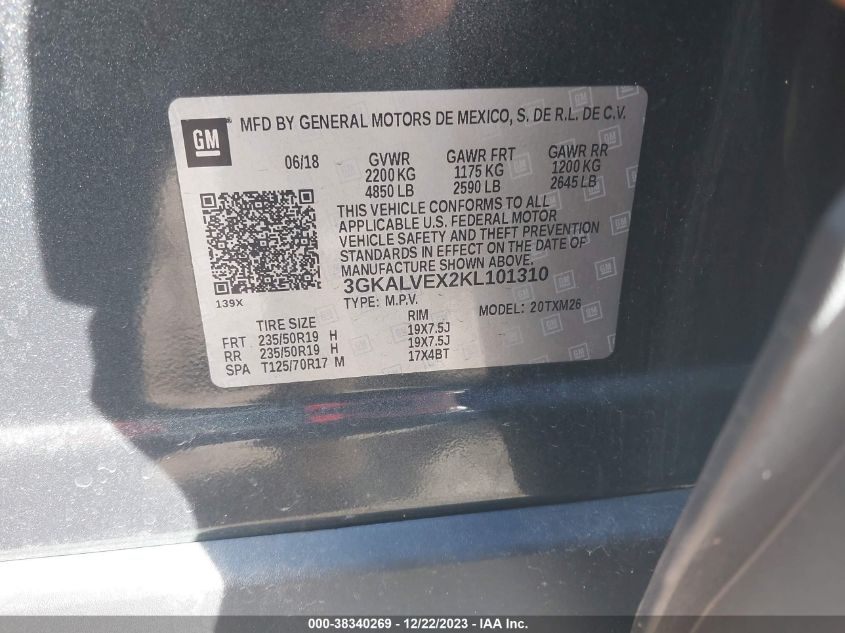 GM
MFD BY GENERAL MOTORS DE MEXICO, S. DE R.L. DE C.V.
06/18 GVWR GAWR FRT GAWR RR
2200 KG 1175 KG 1200 KG
4850 LB 2590 LB 2645 LB
THIS VEHICLE CONFORMS TO ALL
APPLICABLE U.S. FEDERAL MOTOR
VEHICLE SAFETY AND THEFT PREVENTION
STANDARDS IN EFFECT ON THE DATE OF
MANUFACTURE SHOWN ABOVE.
139X
3GKALVEX2KL101310
TYPE: M.P.V. MODEL: 20TXM26
TIRE SIZE RIM
FRT 235/50R19 H 19X7.5J
RR 235/50R19 H 19X7.5J
SPA T125/70R17 M 17X4BT
000-38340269 - 12/22/2023 - IAA Inc.